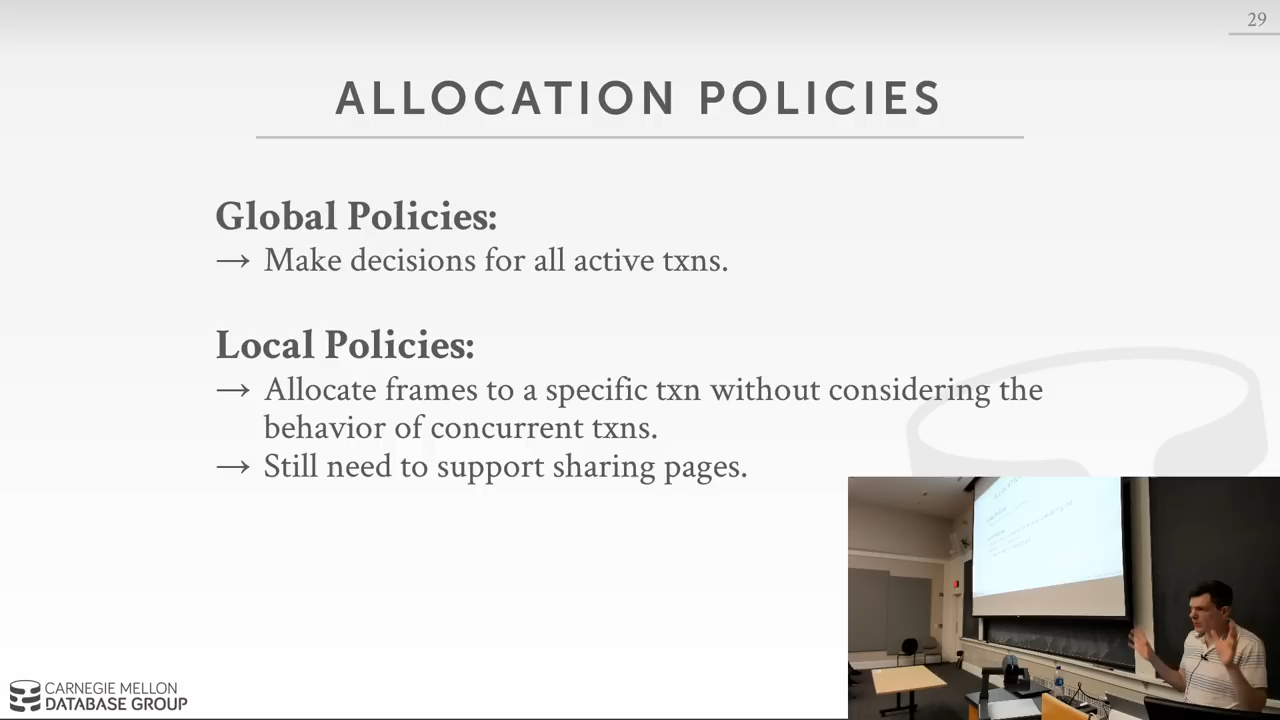 29
ALLOCATION POLICIES
Global Policies:
→ Make decisions for all active txns.
Local Policies:
→ Allocate frames to a specific txn without considering the
behavior of concurrent txns.
→ Still need to support sharing pages.
CARNEGIE MELLON
DATABASE GROUP